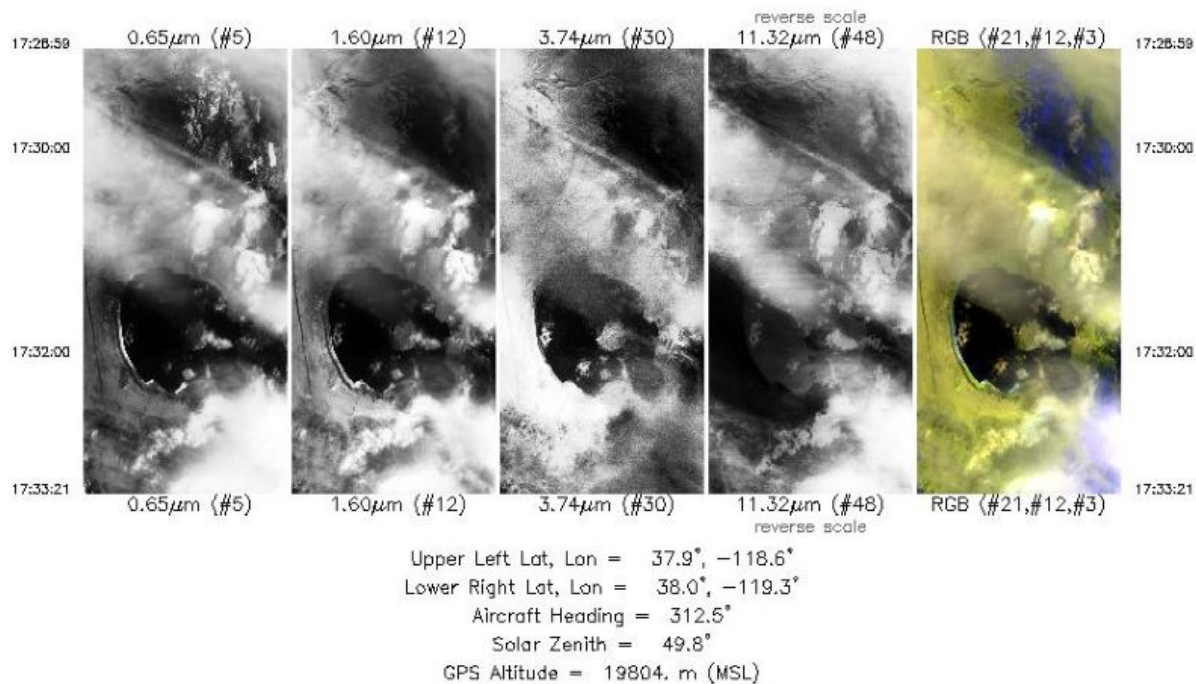 reverse scale
0.65μm (#5) 1.60μm (#12) 3.74μm (#30) 11.32μm (#48) RGB (#21,#12,#3)
17:28:59 17:28:59
17:30:00 17:30:00
17:32:00 17:32:00
17:33:21 17:33:21
0.65μm (#5) 1.60μm (#12) 3.74μm (#30) 11.32μm (#48) RGB (#21,#12,#3)
reverse scale
Upper Left Lat, Lon = 37.9°, -118.6°
Lower Right Lat, Lon = 38.0°, -119.3°
Aircraft Heading = 312.5°
Solar Zenith = 49.8°
GPS Altitude = 19804. m (MSL)